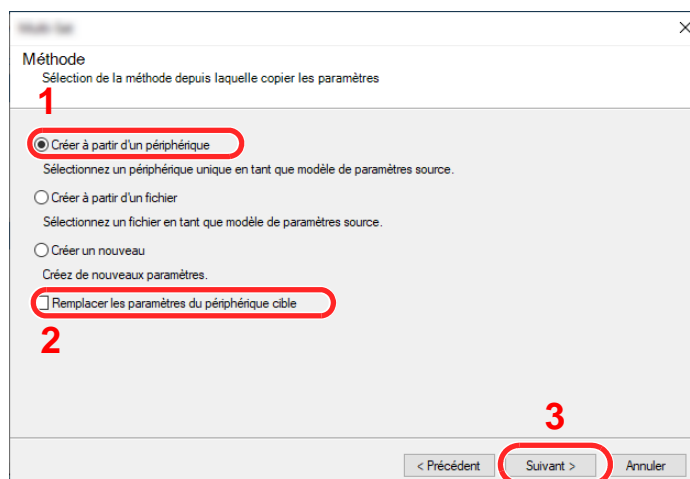 Méthode
Sélection de la méthode depuis laquelle copier les paramètres
1
Créer à partir d'un périphérique
Sélectionnez un périphérique unique en tant que modèle de paramètres source.
Créer à partir d'un fichier
Sélectionnez un fichier en tant que modèle de paramètres source.
Créer un nouveau
Créez de nouveaux paramètres.
Remplacer les paramètres du périphérique cible
2
3
< Précédent Suivant > Annuler